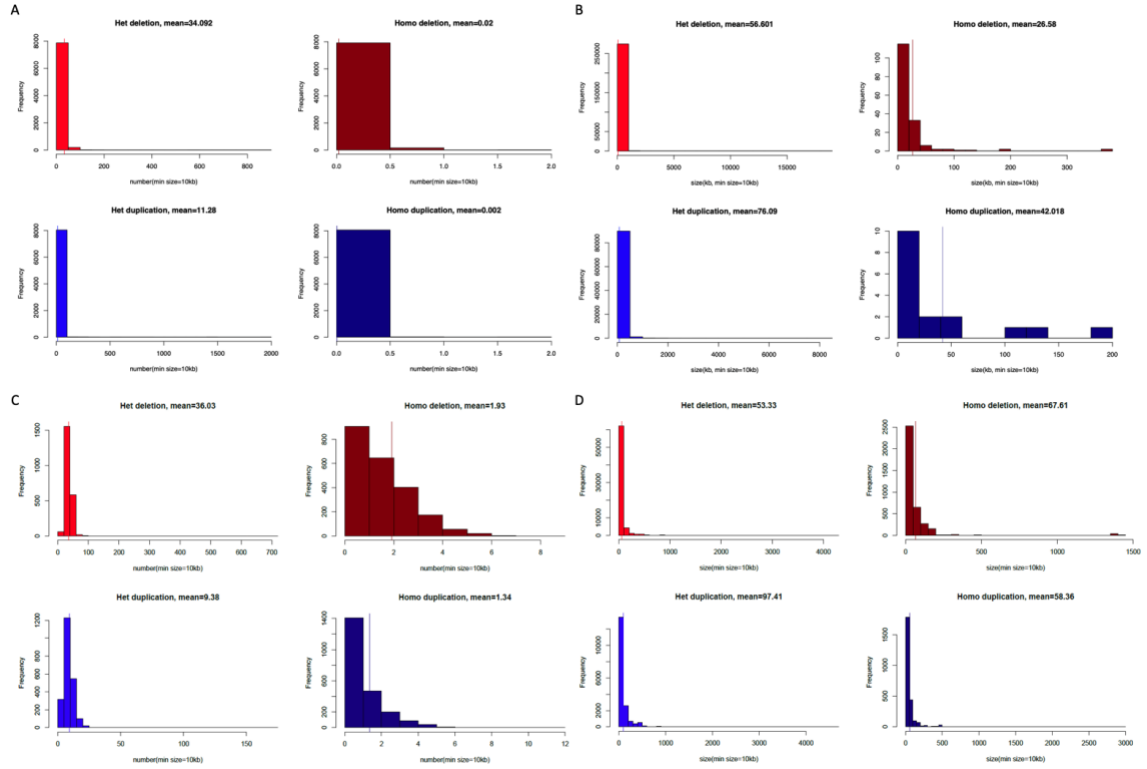 A
Het deletion, mean=34.092
Frequency
0 2000 4000 6000 8000
0 200 400 600 800
number(min size=10kb)
Homo deletion, mean=0.02
Frequency
0 2000 4000 6000 8000
0.0 0.5 1.0 1.5 2.0
number(min size=10kb)
Het duplication, mean=11.28
Frequency
0 2000 4000 6000 8000
0 500 1000 1500 2000
number(min size=10kb)
Homo duplication, mean=0.002
Frequency
0 2000 4000 6000 8000
0.0 0.5 1.0 1.5 2.0
number(min size=10kb)
B
Het deletion, mean=56.601
Frequency
0 50000 150000 250000
0 5000 10000 15000
size(kb, min size=10kb)
Homo deletion, mean=26.58
Frequency
0 20 40 60 80 100
0 100 200 300
size(kb, min size=10kb)
Het duplication, mean=76.09
Frequency
0 20000 40000 60000 80000
0 2000 4000 6000 8000
size(kb, min size=10kb)
Homo duplication, mean=42.018
Frequency
0 2 4 6 8 10
0 50 100 150 200
size(kb, min size=10kb)
C
Het deletion, mean=36.03
Frequency
0 500 1000 1500
0 100 200 300 400 500 600 700
number(min size=10kb)
Homo deletion, mean=1.93
Frequency
0 200 400 600 800
0 2 4 6 8
number(min size=10kb)
Het duplication, mean=9.38
Frequency
0 200 400 600 800 1000 1200
0 50 100 150
number(min size=10kb)
Homo duplication, mean=1.34
Frequency
0 200 400 600 800 1000 1400
0 2 4 6 8 10 12
number(min size=10kb)
D
Het deletion, mean=53.33
Frequency
0 10000 30000 50000
0 1000 2000 3000 4000
size(min size=10kb)
Homo deletion, mean=67.61
Frequency
0 500 1000 1500 2000 2500
0 500 1000 1500
size(min size=10kb)
Het duplication, mean=97.41
Frequency
0 2000 6000 10000
0 1000 2000 3000 4000
size(min size=10kb)
Homo duplication, mean=58.36
Frequency
0 500 1000 1500
0 500 1000 1500 2000 2500 3000
size(min size=10kb)